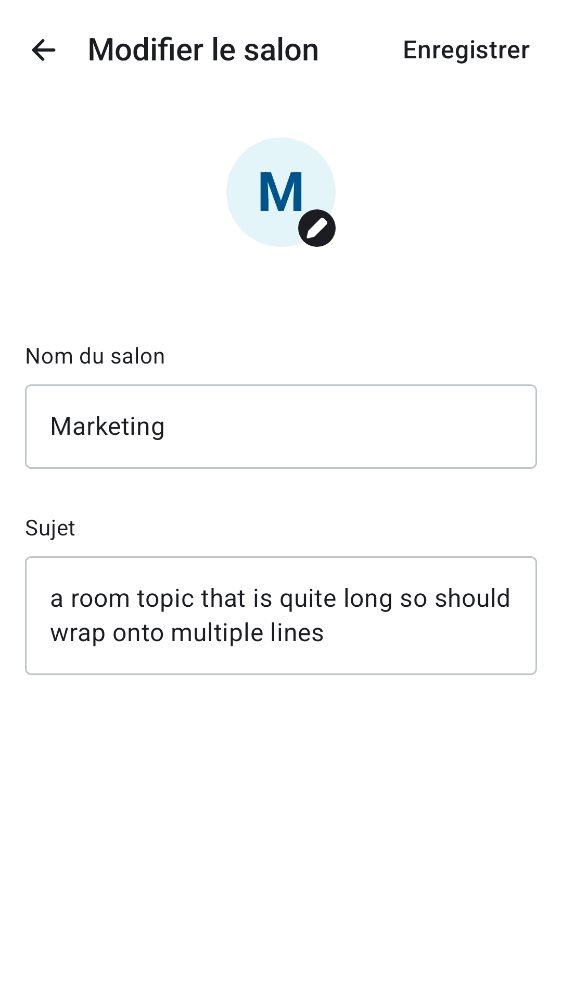 Modifier le salon
Enregistrer
M
Nom du salon
Marketing
Sujet
a room topic that is quite long so should
wrap onto multiple lines